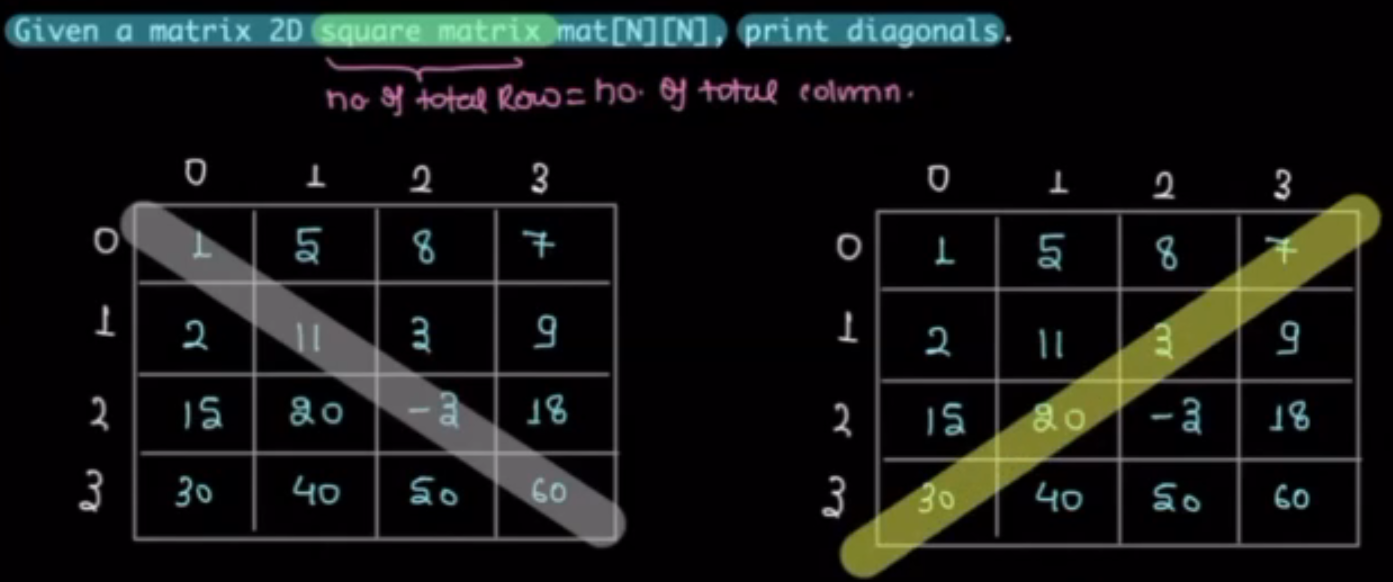 Given a matrix 2D square matrix mat[N][N], print diagonals.
no of total Row = no. of total column.
0 1 2 3
0 1 5 8 7
1 2 11 3 9
2 15 20 -3 18
3 30 40 50 60
0 1 2 3
0 1 5 8 7
1 2 11 3 9
2 15 20 -3 18
3 30 40 50 60